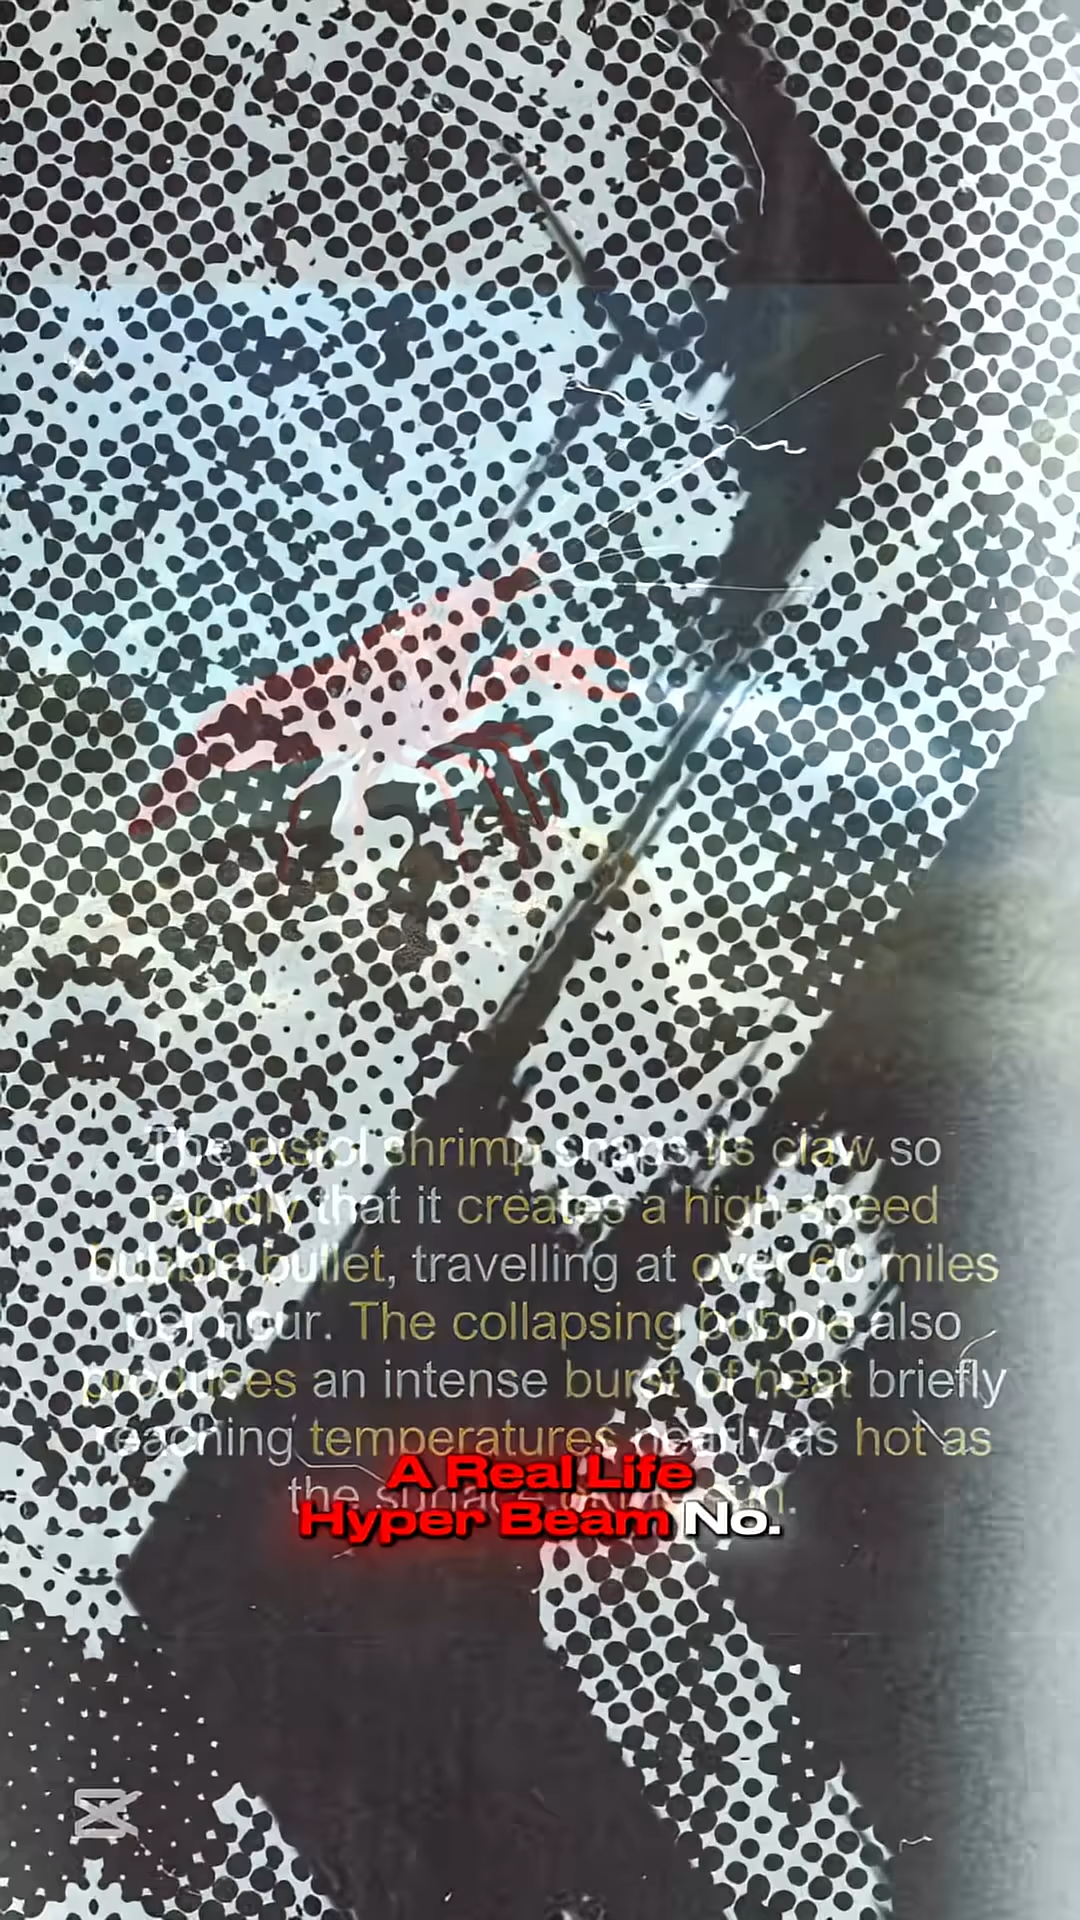 The pistol shrimp snaps its claw so
rapidly that it creates a high-speed
bubble bullet, travelling at over 60 miles
per hour. The collapsing bubble also
produces an intense burst of heat briefly
reaching temperatures nearly as hot as
the surface of the sun.
A Real Life
Hyper Beam No.